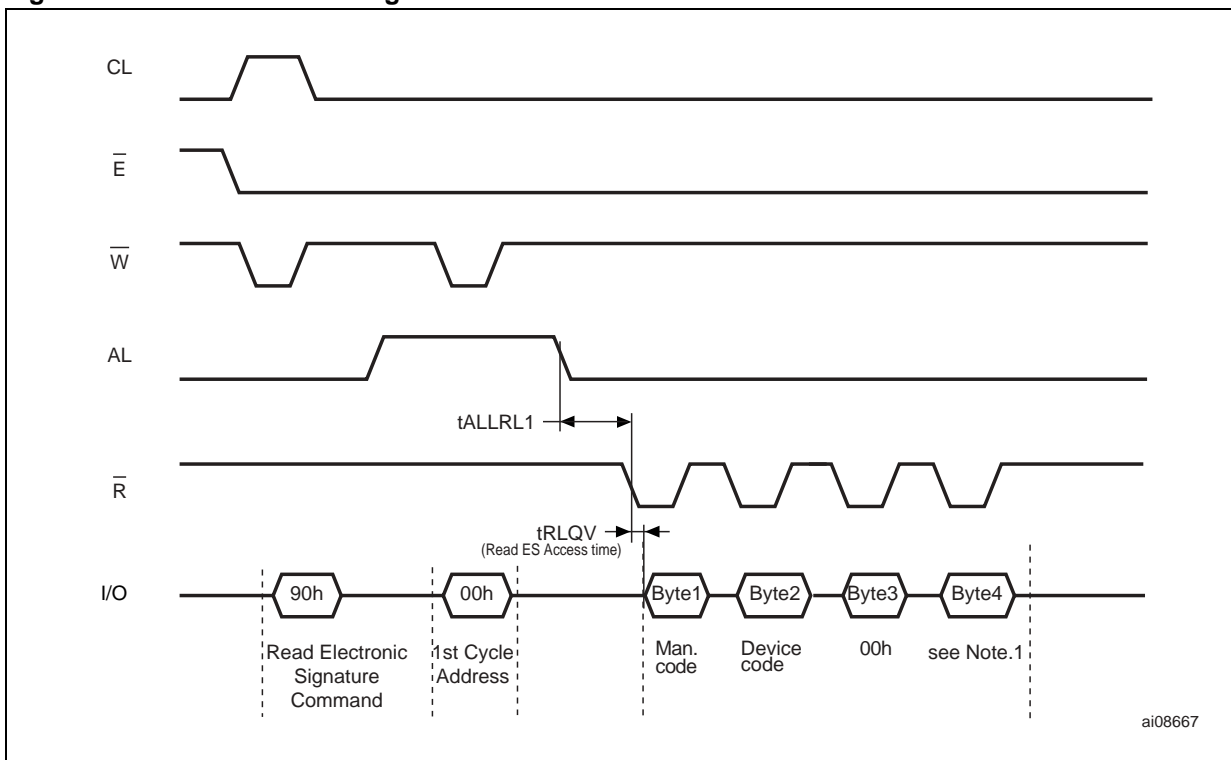 CL
E
W
AL
tALLRL1
R
tRLQV
(Read ES Access time)
I/O
90h
00h
Byte1
Byte2
Byte3
Byte4
Read Electronic
Signature
Command
1st Cycle
Address
Man.
code
Device
code
00h
see Note.1
ai08667